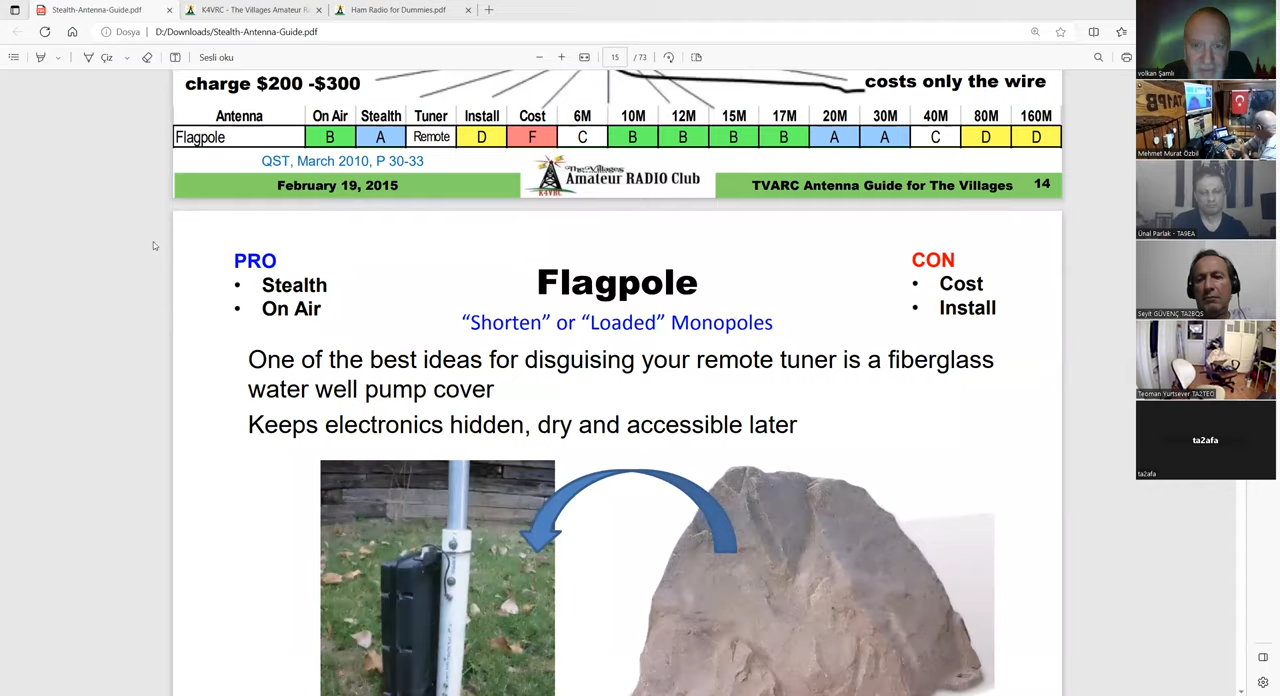 Stealth-Antenna-Guide.pdf
K4VRC - The Villages Amateur R
Ham Radio for Dummies.pdf
Dosya
D:/Downloads/Stealth-Antenna-Guide.pdf
Çiz
Sesli oku
15
/ 73
charge $200 -$300
costs only the wire
Antenna On Air Stealth Tuner Install Cost 6M 10M 12M 15M 17M 20M 30M 40M 80M 160M
Flagpole B A Remote D F C B B B B A A C D D
QST, March 2010, P 30-33
The Villages
Amateur RADIO Club
K4VRC
February 19, 2015
TVARC Antenna Guide for The Villages 14
PRO
• Stealth
• On Air
Flagpole
"Shorten" or "Loaded" Monopoles
CON
• Cost
• Install
One of the best ideas for disguising your remote tuner is a fiberglass
water well pump cover
Keeps electronics hidden, dry and accessible later
volkan Şamlı
TA1PB
Mehmet Murat Özbil
Ünal Parlak - TA9EA
Seyit GÜVENÇ TA2BQS
Teoman Yurtsever TA2TEO
ta2afa
ta2afa